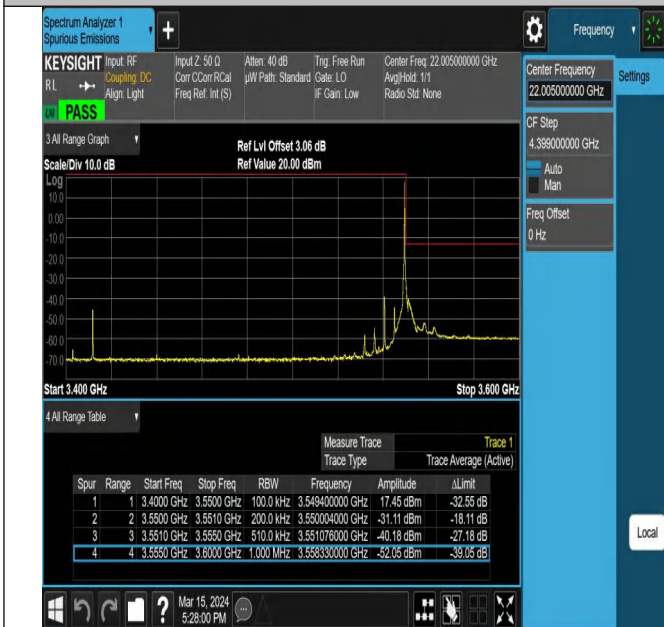 Spectrum Analyzer 1
Spurious Emissions
Frequency
KEYSIGHT
RL
Input: RF
Coupling: DC
Align: Light
Input Z: 50 Ω
Corr CCorr RCal
Freq Ref: Int (S)
Atten: 40 dB
µW Path: Standard
Trig: Free Run
Gate: LO
IF Gain: Low
Center Freq: 22.005000000 GHz
Avg|Hold: 1/1
Radio Std: None
PASS
Center Frequency
22.005000000 GHz
Settings
CF Step
4.399000000 GHz
Auto
Man
Freq Offset
0 Hz
3 All Range Graph
Scale/Div 10.0 dB
Ref Lvl Offset 3.06 dB
Ref Value 20.00 dBm
Log
10.0
0.00
-10.0
-20.0
-30.0
-40.0
-50.0
-60.0
-70.0
Start 3.400 GHz
Stop 3.600 GHz
4 All Range Table
Measure Trace Trace 1
Trace Type Trace Average (Active)
Spur Range Start Freq Stop Freq RBW Frequency Amplitude ΔLimit
1 1 3.4000 GHz 3.5500 GHz 100.0 kHz 3.549400000 GHz 17.45 dBm -32.55 dB
2 2 3.5500 GHz 3.5510 GHz 200.0 kHz 3.550004000 GHz -31.11 dBm -18.11 dB
3 3 3.5510 GHz 3.5550 GHz 510.0 kHz 3.551076000 GHz -40.18 dBm -27.18 dB
4 4 3.5550 GHz 3.6000 GHz 1.000 MHz 3.558330000 GHz -52.05 dBm -39.05 dB
Local
Mar 15, 2024
5:28:00 PM